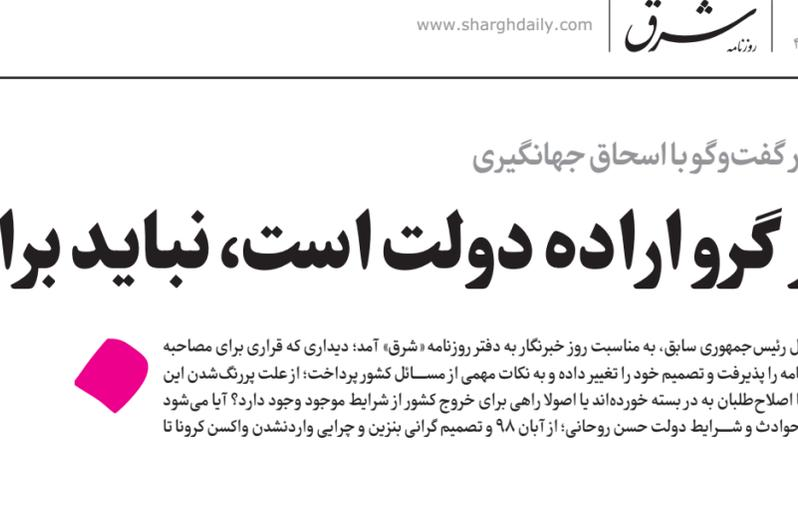 www.sharghdaily.com
شرق
روزنامه
گفت‌وگو با اسحاق جهانگیری
گرو اراده دولت است، نباید برا
رئیس‌جمهوری سابق، به مناسبت روز خبرنگار به دفتر روزنامه «شرق» آمد؛ دیداری که قراری برای مصاحبه
را پذیرفت و تصمیم خود را تغییر داده و به نکات مهمی از مســائل کشور پرداخت؛ از علت پررنگ‌شدن این
اصلاح‌طلبان به در بسته خورده‌اند یا اصولا راهی برای خروج کشور از شرایط موجود وجود دارد؟ آیا می‌شود
حوادث و شــرایط دولت حسن روحانی؛ از آبان ۹۸ و تصمیم گرانی بنزین و چرایی واردنشدن واکسن کرونا تا